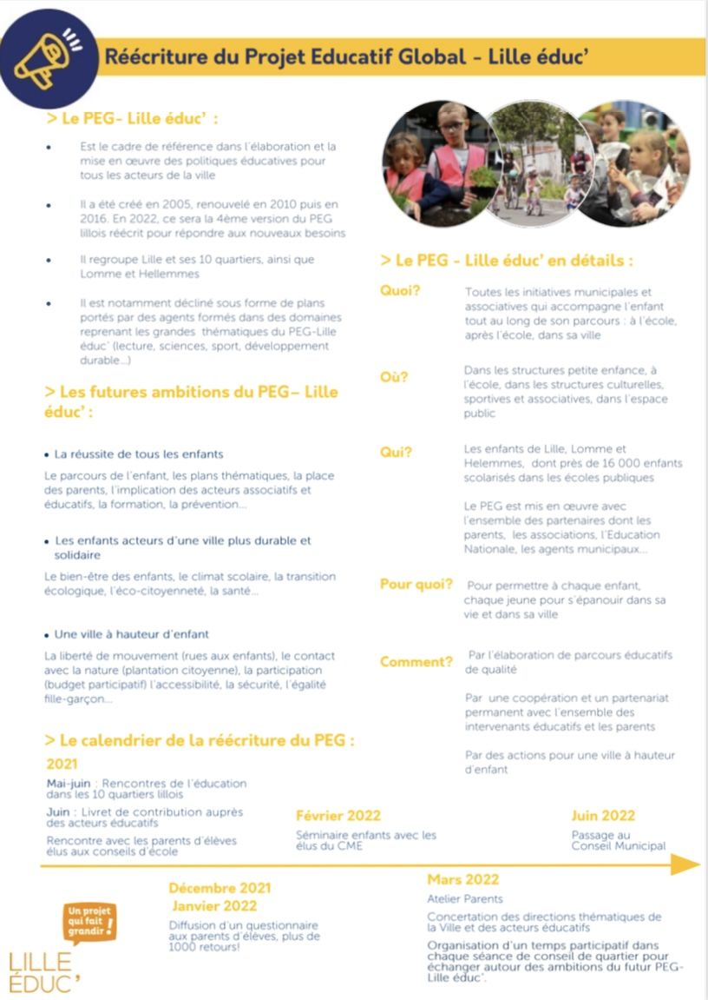 Réécriture du Projet Educatif Global - Lille éduc'
> Le PEG- Lille éduc' :
• Est le cadre de référence dans l'élaboration et la
mise en œuvre des politiques éducatives pour
tous les acteurs de la ville
• Il a été créé en 2005, renouvelé en 2010 puis en
2016. En 2022, ce sera la 4ème version du PEG
lillois réécrit pour répondre aux nouveaux besoins
• Il regroupe Lille et ses 10 quartiers, ainsi que
Lomme et Hellemmes
• Il est notamment décliné sous forme de plans
portés par des agents formés dans des domaines
reprenant les grandes thématiques du PEG-Lille
éduc' (lecture, sciences, sport, développement
durable...)
> Les futures ambitions du PEG- Lille
éduc' :
• La réussite de tous les enfants
Le parcours de l'enfant, les plans thématiques, la place
des parents, l'implication des acteurs associatifs et
éducatifs, la formation, la prévention...
• Les enfants acteurs d'une ville plus durable et
solidaire
Le bien-être des enfants, le climat scolaire, la transition
écologique, l'éco-citoyenneté, la santé...
• Une ville à hauteur d'enfant
La liberté de mouvement (rues aux enfants), le contact
avec la nature (plantation citoyenne), la participation
(budget participatif) l'accessibilité, la sécurité, l'égalité
fille-garçon...
> Le PEG - Lille éduc' en détails :
Quoi? Toutes les initiatives municipales et
associatives qui accompagne l'enfant
tout au long de son parcours : à l'école,
après l'école, dans sa ville
Où? Dans les structures petite enfance, à
l'école, dans les structures culturelles,
sportives et associatives, dans l'espace
public
Qui? Les enfants de Lille, Lomme et
Helemmes, dont près de 16 000 enfants
scolarisés dans les écoles publiques
Le PEG est mis en œuvre avec
l'ensemble des partenaires dont les
parents, les associations, l'Education
Nationale, les agents municipaux...
Pour quoi? Pour permettre à chaque enfant,
chaque jeune pour s'épanouir dans sa
vie et dans sa ville
Comment? Par l'élaboration de parcours éducatifs
de qualité
Par une coopération et un partenariat
permanent avec l'ensemble des
intervenants éducatifs et les parents
Par des actions pour une ville à hauteur
d'enfant
> Le calendrier de la réécriture du PEG :
2021
Mai-juin : Rencontres de l'éducation
dans les 10 quartiers lillois
Juin : Livret de contribution auprès
des acteurs éducatifs
Rencontre avec les parents d'élèves
élus aux conseils d'école
Décembre 2021
Janvier 2022
Diffusion d'un questionnaire
aux parents d'élèves, plus de
1000 retours!
Février 2022
Séminaire enfants avec les
élus du CME
Mars 2022
Atelier Parents
Concertation des directions thématiques de
la Ville et des acteurs éducatifs
Organisation d'un temps participatif dans
chaque séance de conseil de quartier pour
échanger autour des ambitions du futur PEG-
Lille éduc'.
Juin 2022
Passage au
Conseil Municipal
Un projet
qui fait
grandir !
LILLE
ÉDUC'